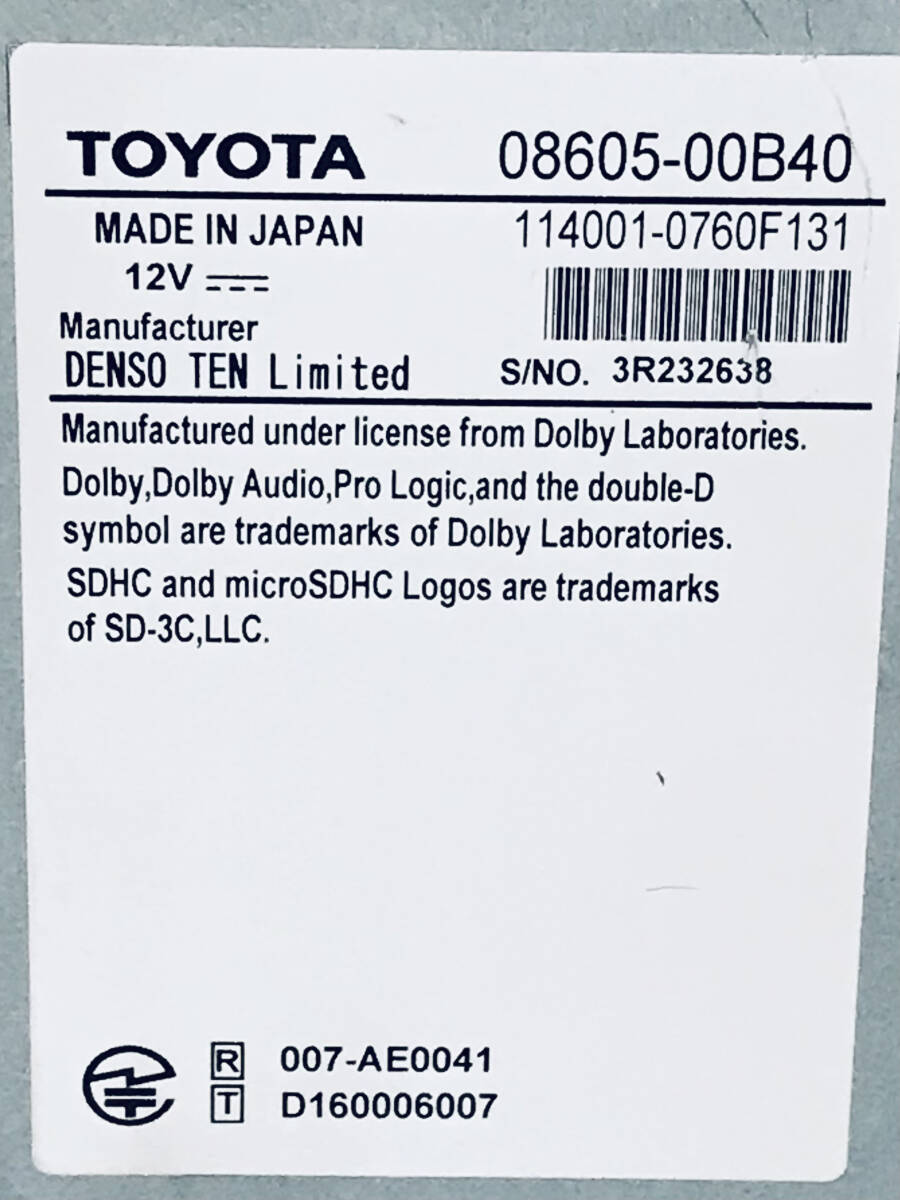 TOYOTA 08605-00B40
MADE IN JAPAN 114001-0760F131
12V
Manufacturer
DENSO TEN Limited S/NO. 3R232638
Manufactured under license from Dolby Laboratories.
Dolby,Dolby Audio,Pro Logic,and the double-D
symbol are trademarks of Dolby Laboratories.
SDHC and microSDHC Logos are trademarks
of SD-3C,LLC.
R 007-AE0041
T D160006007